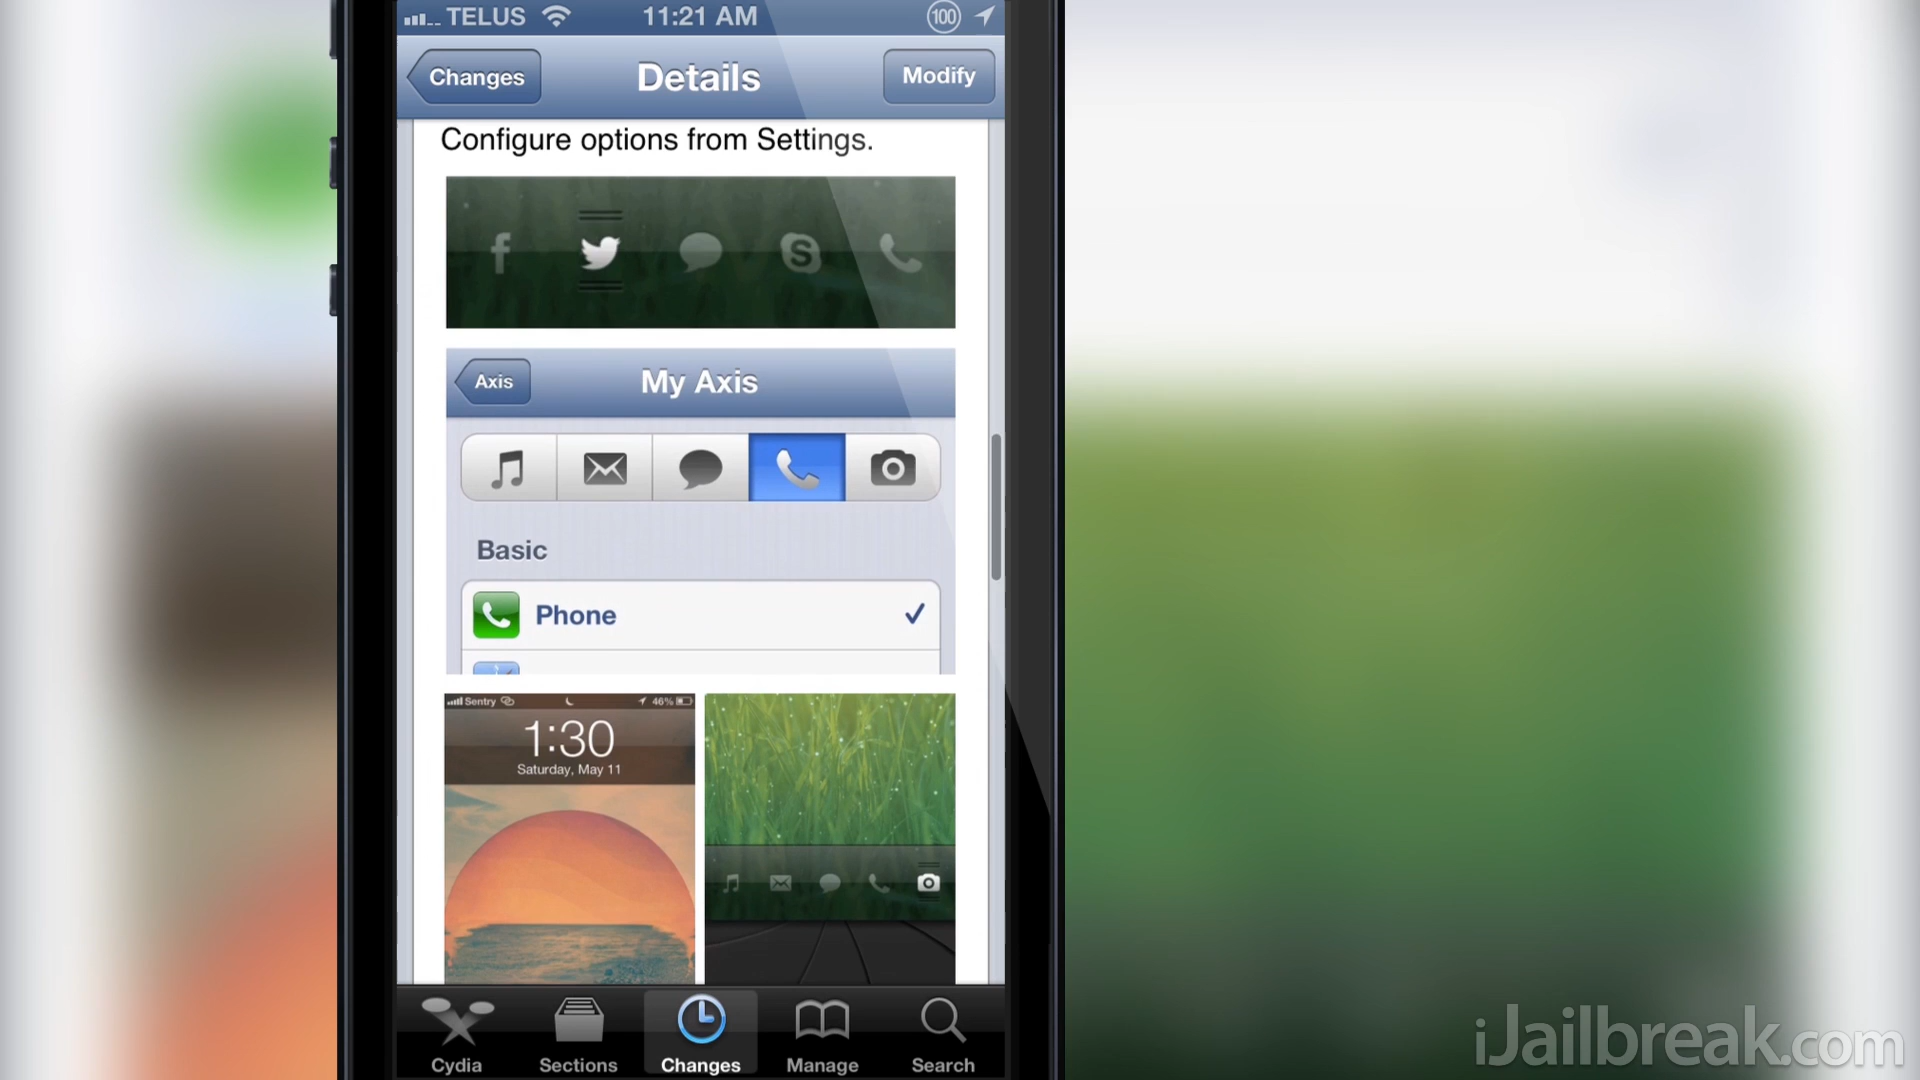 TELUS 11:21 AM 100
Changes Details Modify
Configure options from Settings.
Axis My Axis
Basic
Phone
Sentry 46%
1:30
Saturday, May 11
Cydia Sections Changes Manage Search
iJailbreak.com